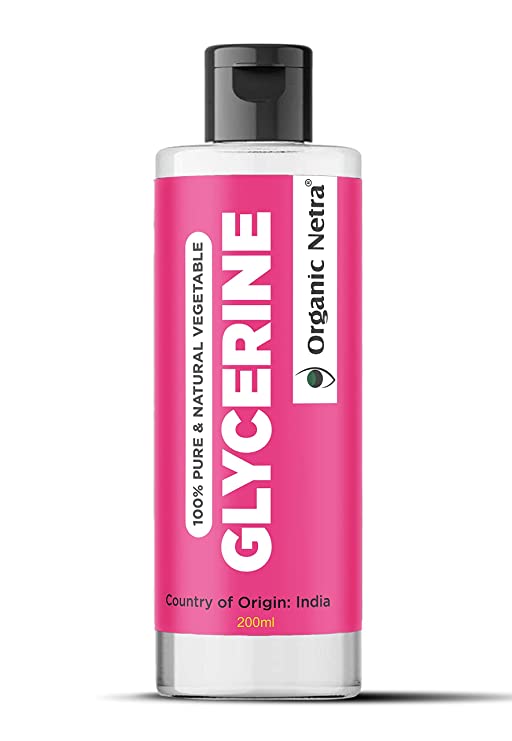 100% PURE & NATURAL VEGETABLE
GLYCERINE
Organic Netra®
Country of Origin: India
200ml